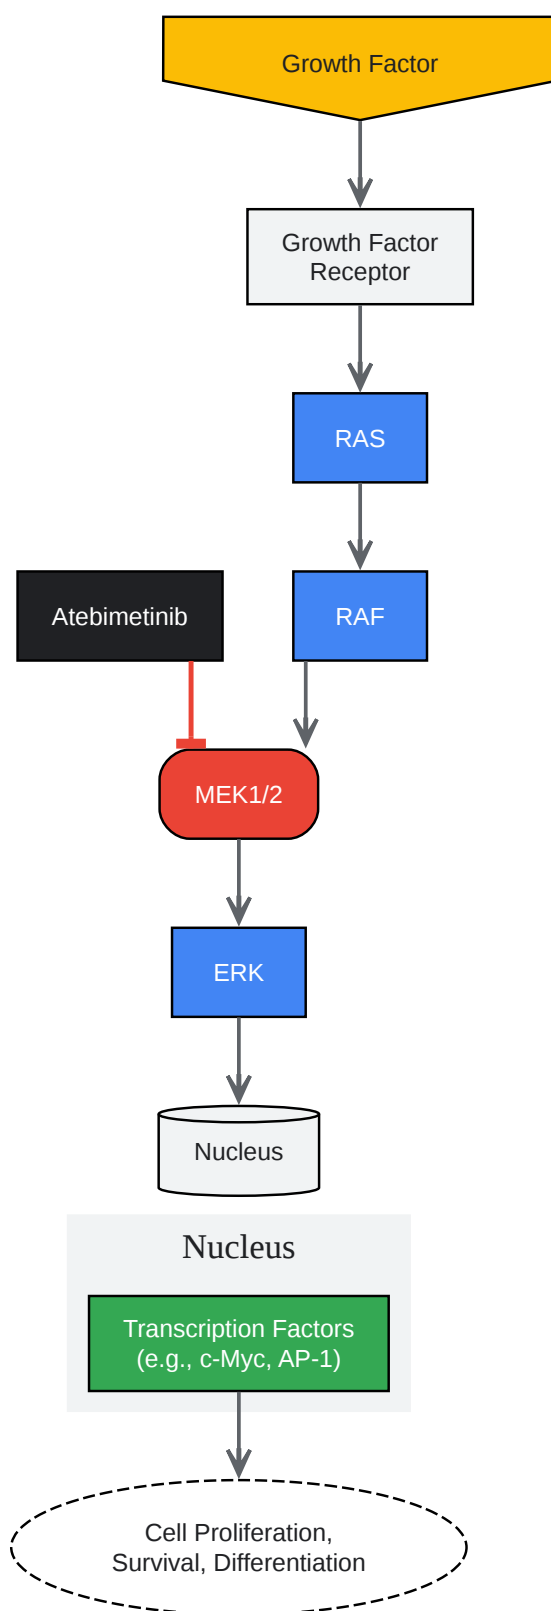 Growth Factor
Growth Factor
Receptor
RAS
Atebimetinib
RAF
MEK1/2
ERK
Nucleus
Nucleus
Transcription Factors
(e.g., c-Myc, AP-1)
Cell Proliferation,
Survival, Differentiation